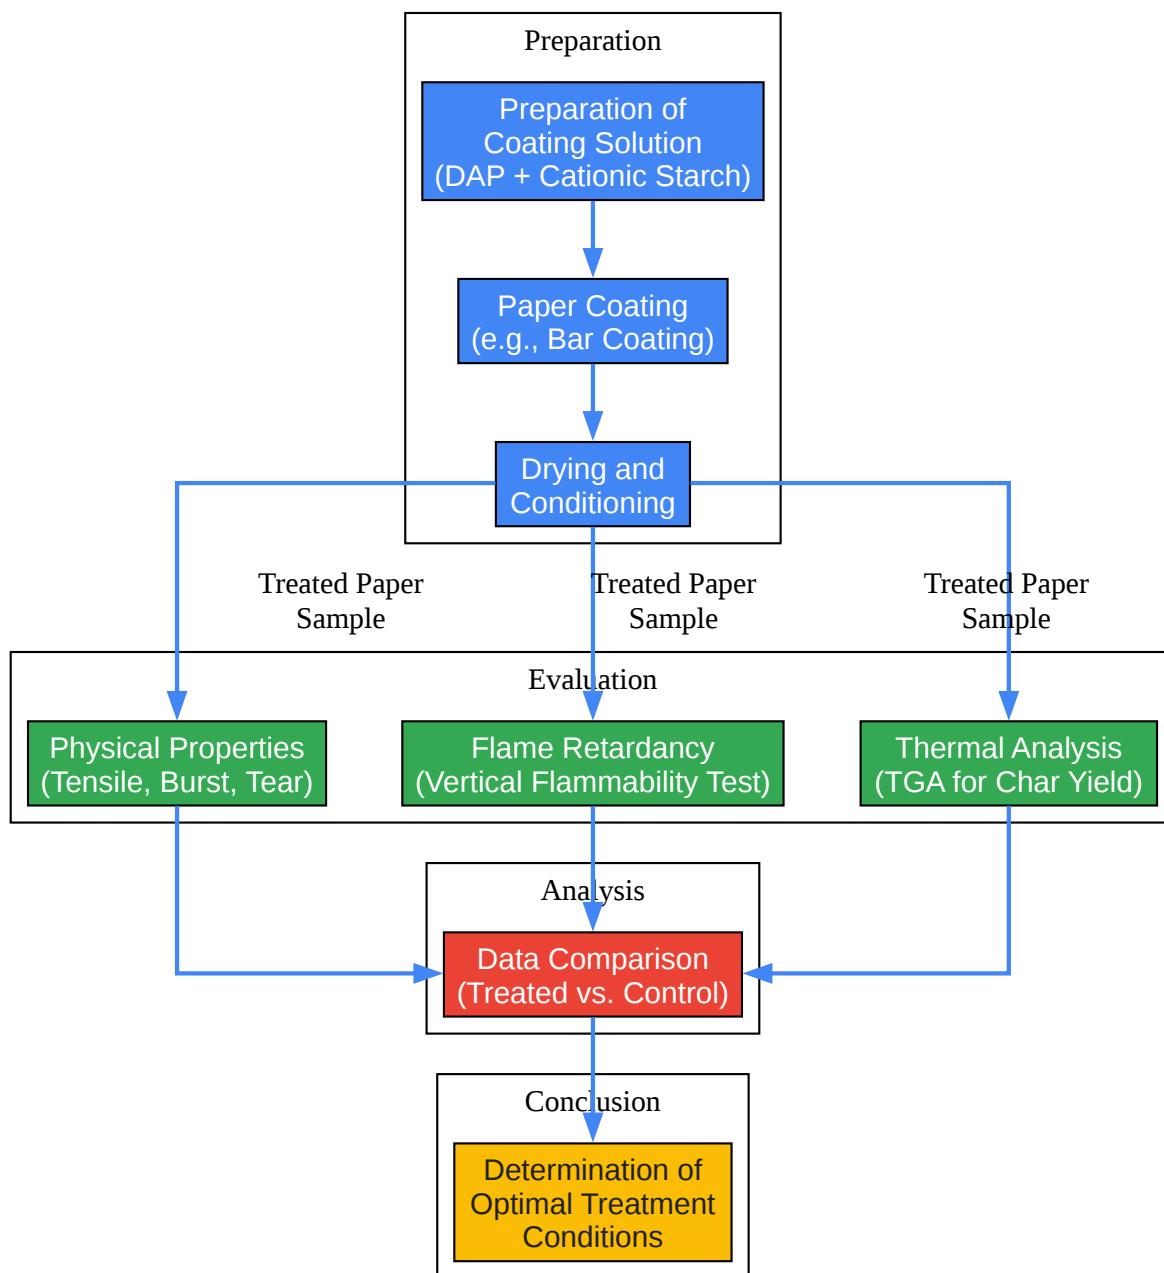 Preparation
Preparation of
Coating Solution
(DAP + Cationic Starch)
Paper Coating
(e.g., Bar Coating)
Drying and
Conditioning
Treated Paper
Sample
Treated Paper
Sample
Treated Paper
Sample
Evaluation
Physical Properties
(Tensile, Burst, Tear)
Flame Retardancy
(Vertical Flammability Test)
Thermal Analysis
(TGA for Char Yield)
Analysis
Data Comparison
(Treated vs. Control)
Conclusion
Determination of
Optimal Treatment
Conditions